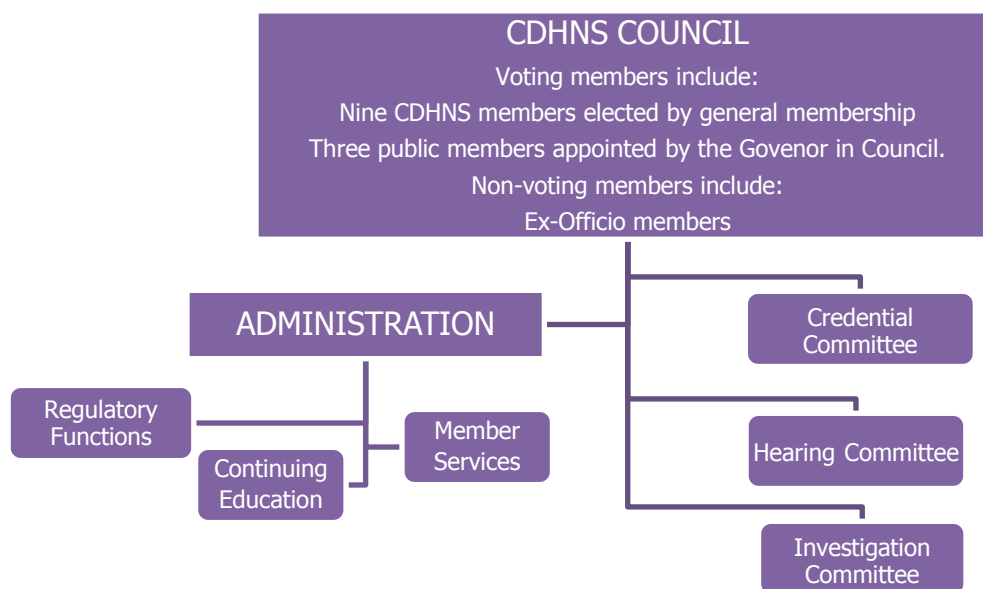 CDHNS COUNCIL
Voting members include:
Nine CDHNS members elected by general membership
Three public members appointed by the Govenor in Council.
Non-voting members include:
Ex-Officio members
ADMINISTRATION
Credential
Committee
Regulatory
Functions
Member
Services
Continuing
Education
Hearing Committee
Investigation
Committee